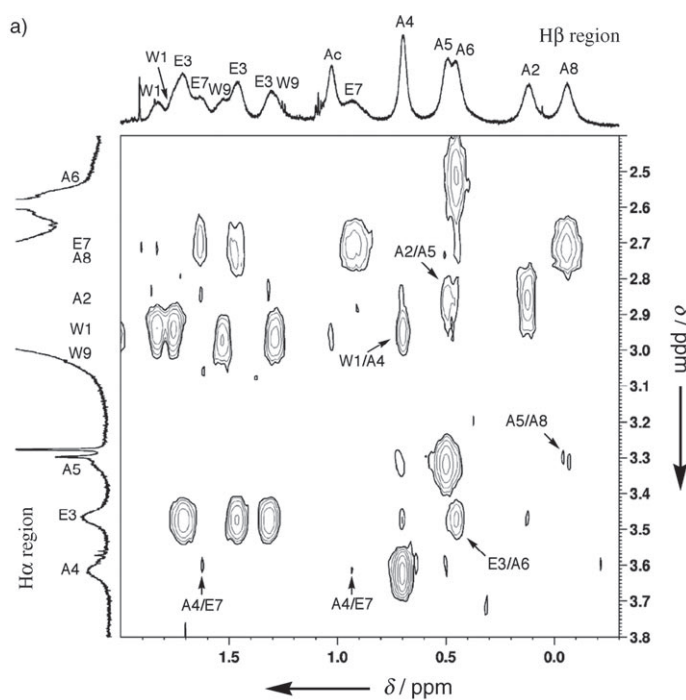 a)
W1 W1 E3 E7 W9 E3 E3 W9 Ac E7 A4 A5 A6 Hβ region A2 A8
A6
E7
A8
A2
W1
W9
A5
E3
A4
Hα region
A2/A5
W1/A4
A5/A8
E3/A6
A4/E7 A4/E7
2.5
2.6
2.7
2.8
2.9
3.0
3.1
3.2
3.3
3.4
3.5
3.6
3.7
3.8
δ / ppm
1.5 1.0 0.5 0.0
δ / ppm